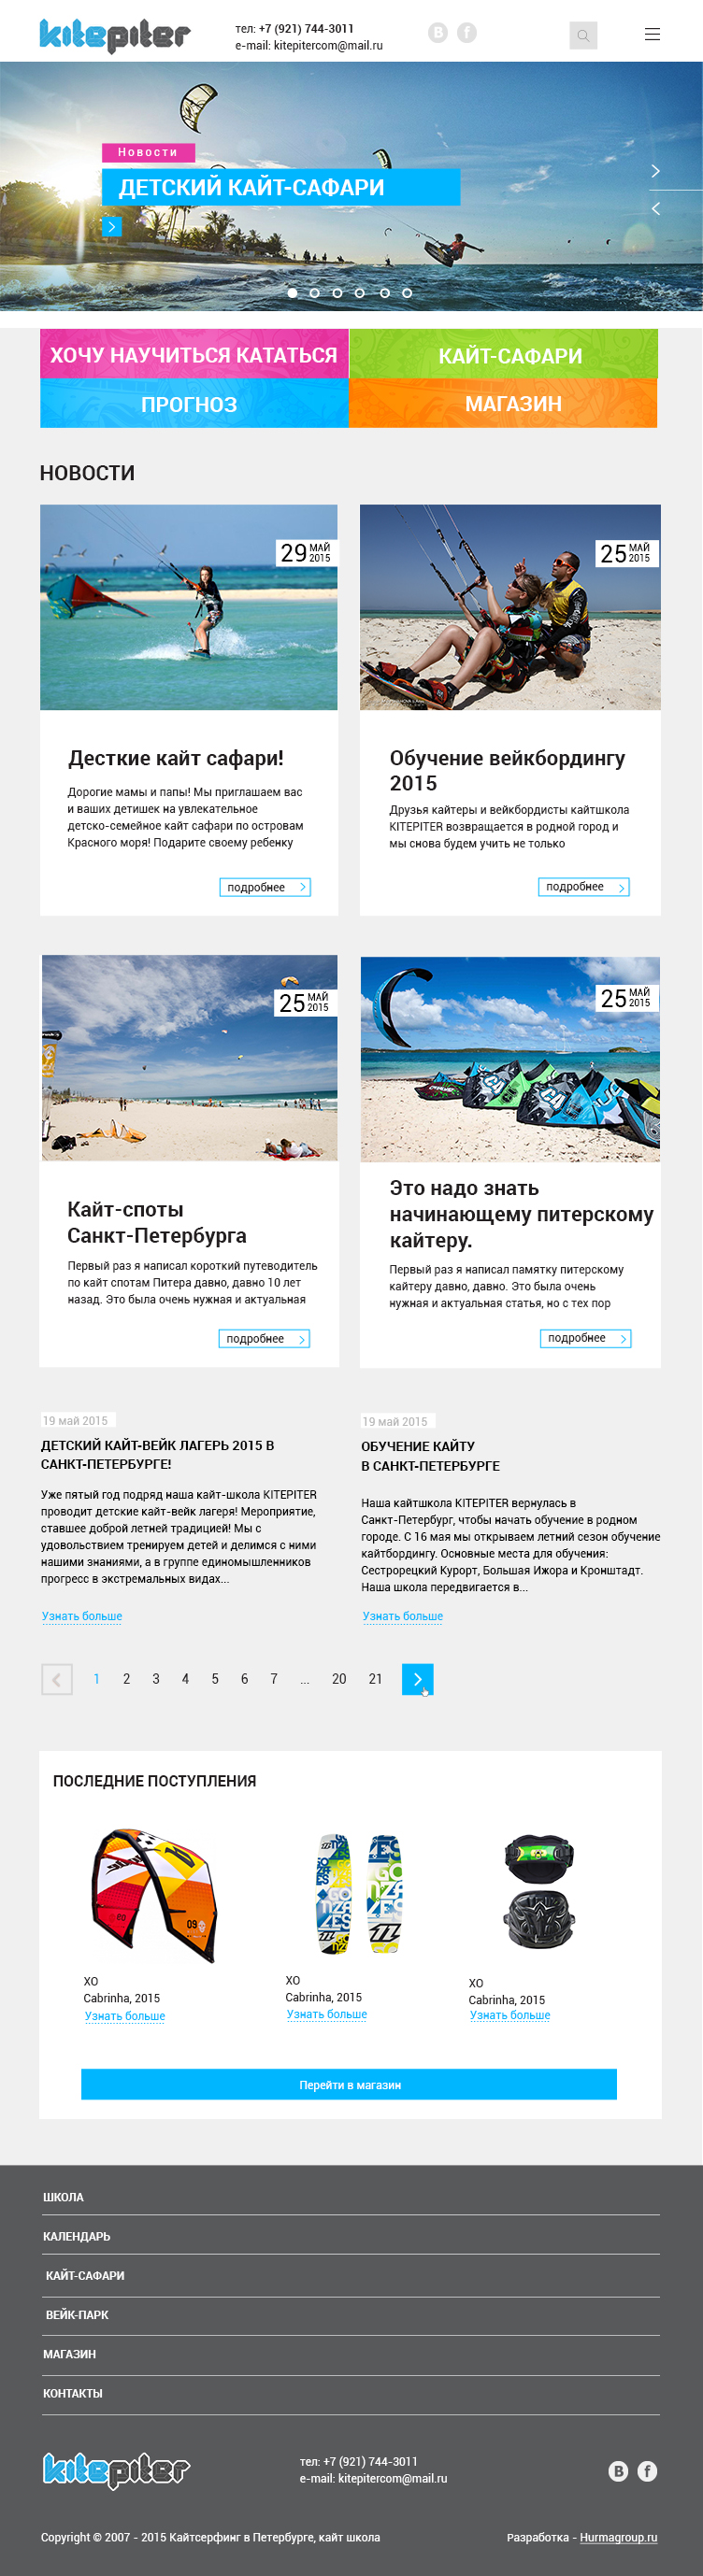 kitepiter
тел: +7 (921) 744-3011
e-mail: kitepitercom@mail.ru
B f
Новости
ДЕТСКИЙ КАЙТ-САФАРИ
ХОЧУ НАУЧИТЬСЯ КАТАТЬСЯ
КАЙТ-САФАРИ
ПРОГНОЗ
МАГАЗИН
НОВОСТИ
29 МАЙ
2015
25 МАЙ
2015
Десткие кайт сафари!
Дорогие мамы и папы! Мы приглашаем вас
и ваших детишек на увлекательное
детско-семейное кайт сафари по островам
Красного моря! Подарите своему ребенку
подробнее
Обучение вейкбордингу
2015
Друзья кайтеры и вейкбордисты кайтшкола
KITEPITER возвращается в родной город и
мы снова будем учить не только
подробнее
25 МАЙ
2015
25 МАЙ
2015
Кайт-споты
Санкт-Петербурга
Первый раз я написал короткий путеводитель
по кайт спотам Питера давно, давно 10 лет
назад. Это была очень нужная и актуальная
подробнее
Это надо знать
начинающему питерскому
кайтеру.
Первый раз я написал памятку питерскому
кайтеру давно, давно. Это была очень
нужная и актуальная статья, но с тех пор
подробнее
19 май 2015
ДЕТСКИЙ КАЙТ-ВЕЙК ЛАГЕРЬ 2015 В
САНКТ-ПЕТЕРБУРГЕ!
Уже пятый год подряд наша кайт-школа KITEPITER
проводит детские кайт-вейк лагеря! Мероприятие,
ставшее доброй летней традицией! Мы с
удовольствием тренируем детей и делимся с ними
нашими знаниями, а в группе единомышленников
прогресс в экстремальных видах...
Узнать больше
19 май 2015
ОБУЧЕНИЕ КАЙТУ
В САНКТ-ПЕТЕРБУРГЕ
Наша кайтшкола KITEPITER вернулась в
Санкт-Петербург, чтобы начать обучение в родном
городе. С 16 мая мы открываем летний сезон обучение
кайтбордингу. Основные места для обучения:
Сестрорецкий Курорт, Большая Ижора и Кронштадт.
Наша школа передвигается в...
Узнать больше
1 2 3 4 5 6 7 ... 20 21
ПОСЛЕДНИЕ ПОСТУПЛЕНИЯ
XO
Cabrinha, 2015
Узнать больше
XO
Cabrinha, 2015
Узнать больше
XO
Cabrinha, 2015
Узнать больше
Перейти в магазин
ШКОЛА
КАЛЕНДАРЬ
КАЙТ-САФАРИ
ВЕЙК-ПАРК
МАГАЗИН
КОНТАКТЫ
kitepiter
тел: +7 (921) 744-3011
e-mail: kitepitercom@mail.ru
B f
Copyright © 2007 - 2015 Кайтсерфинг в Петербурге, кайт школа
Разработка - Hurmagroup.ru